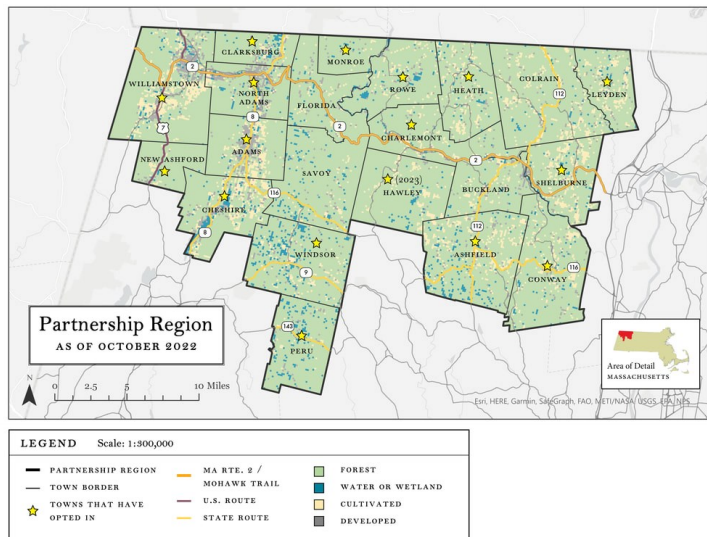 CLARKSBURG
MONROE
2
WILLIAMSTOWN
NORTH
ADAMS
FLORIDA
ROWE
HEATH
COLRAIN
LEYDEN
112
8
7
2
CHARLEMONT
ADAMS
NEW ASHFORD
SAVOY
2
(2023)
HAWLEY
BUCKLAND
SHELBURNE
CHESHIRE
116
8
WINDSOR
112
ASHFIELD
9
CONWAY
116
143
PERU
Partnership Region
AS OF OCTOBER 2022
N
0 2.5 5 10 Miles
Area of Detail
MASSACHUSETTS
Esri, HERE, Garmin, SafeGraph, FAO, METI/NASA, USGS, EPA, NPS
LEGEND Scale: 1:300,000
PARTNERSHIP REGION
TOWN BORDER
TOWNS THAT HAVE
OPTED IN
MA RTE. 2 /
MOHAWK TRAIL
U.S. ROUTE
STATE ROUTE
FOREST
WATER OR WETLAND
CULTIVATED
DEVELOPED